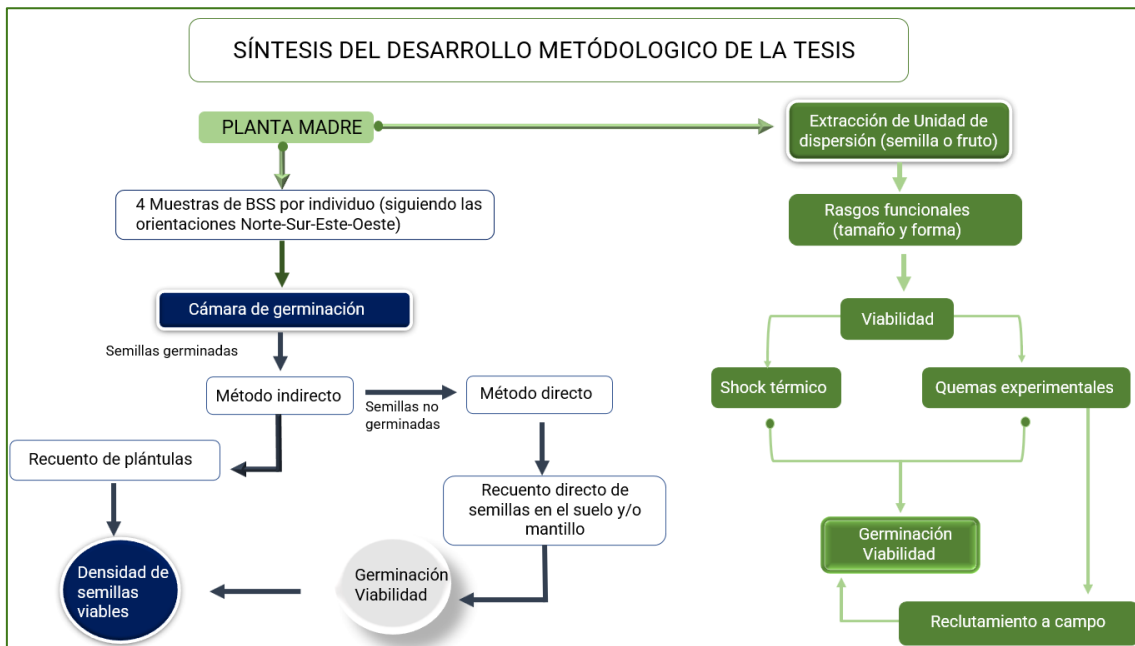 SÍNTESIS DEL DESARROLLO METÓDOLOGICO DE LA TESIS
PLANTA MADRE
Extracción de Unidad de
dispersión (semilla o fruto)
4 Muestras de BSS por individuo (siguiendo las
orientaciones Norte-Sur-Este-Oeste)
Rasgos funcionales
(tamaño y forma)
Cámara de germinación
Viabilidad
Semillas germinadas
Método indirecto
Semillas no
germinadas
Método directo
Shock térmico
Quemas experimentales
Recuento de plántulas
Recuento directo de
semillas en el suelo y/o
mantillo
Germinación
Viabilidad
Densidad de
semillas
viables
Germinación
Viabilidad
Reclutamiento a campo